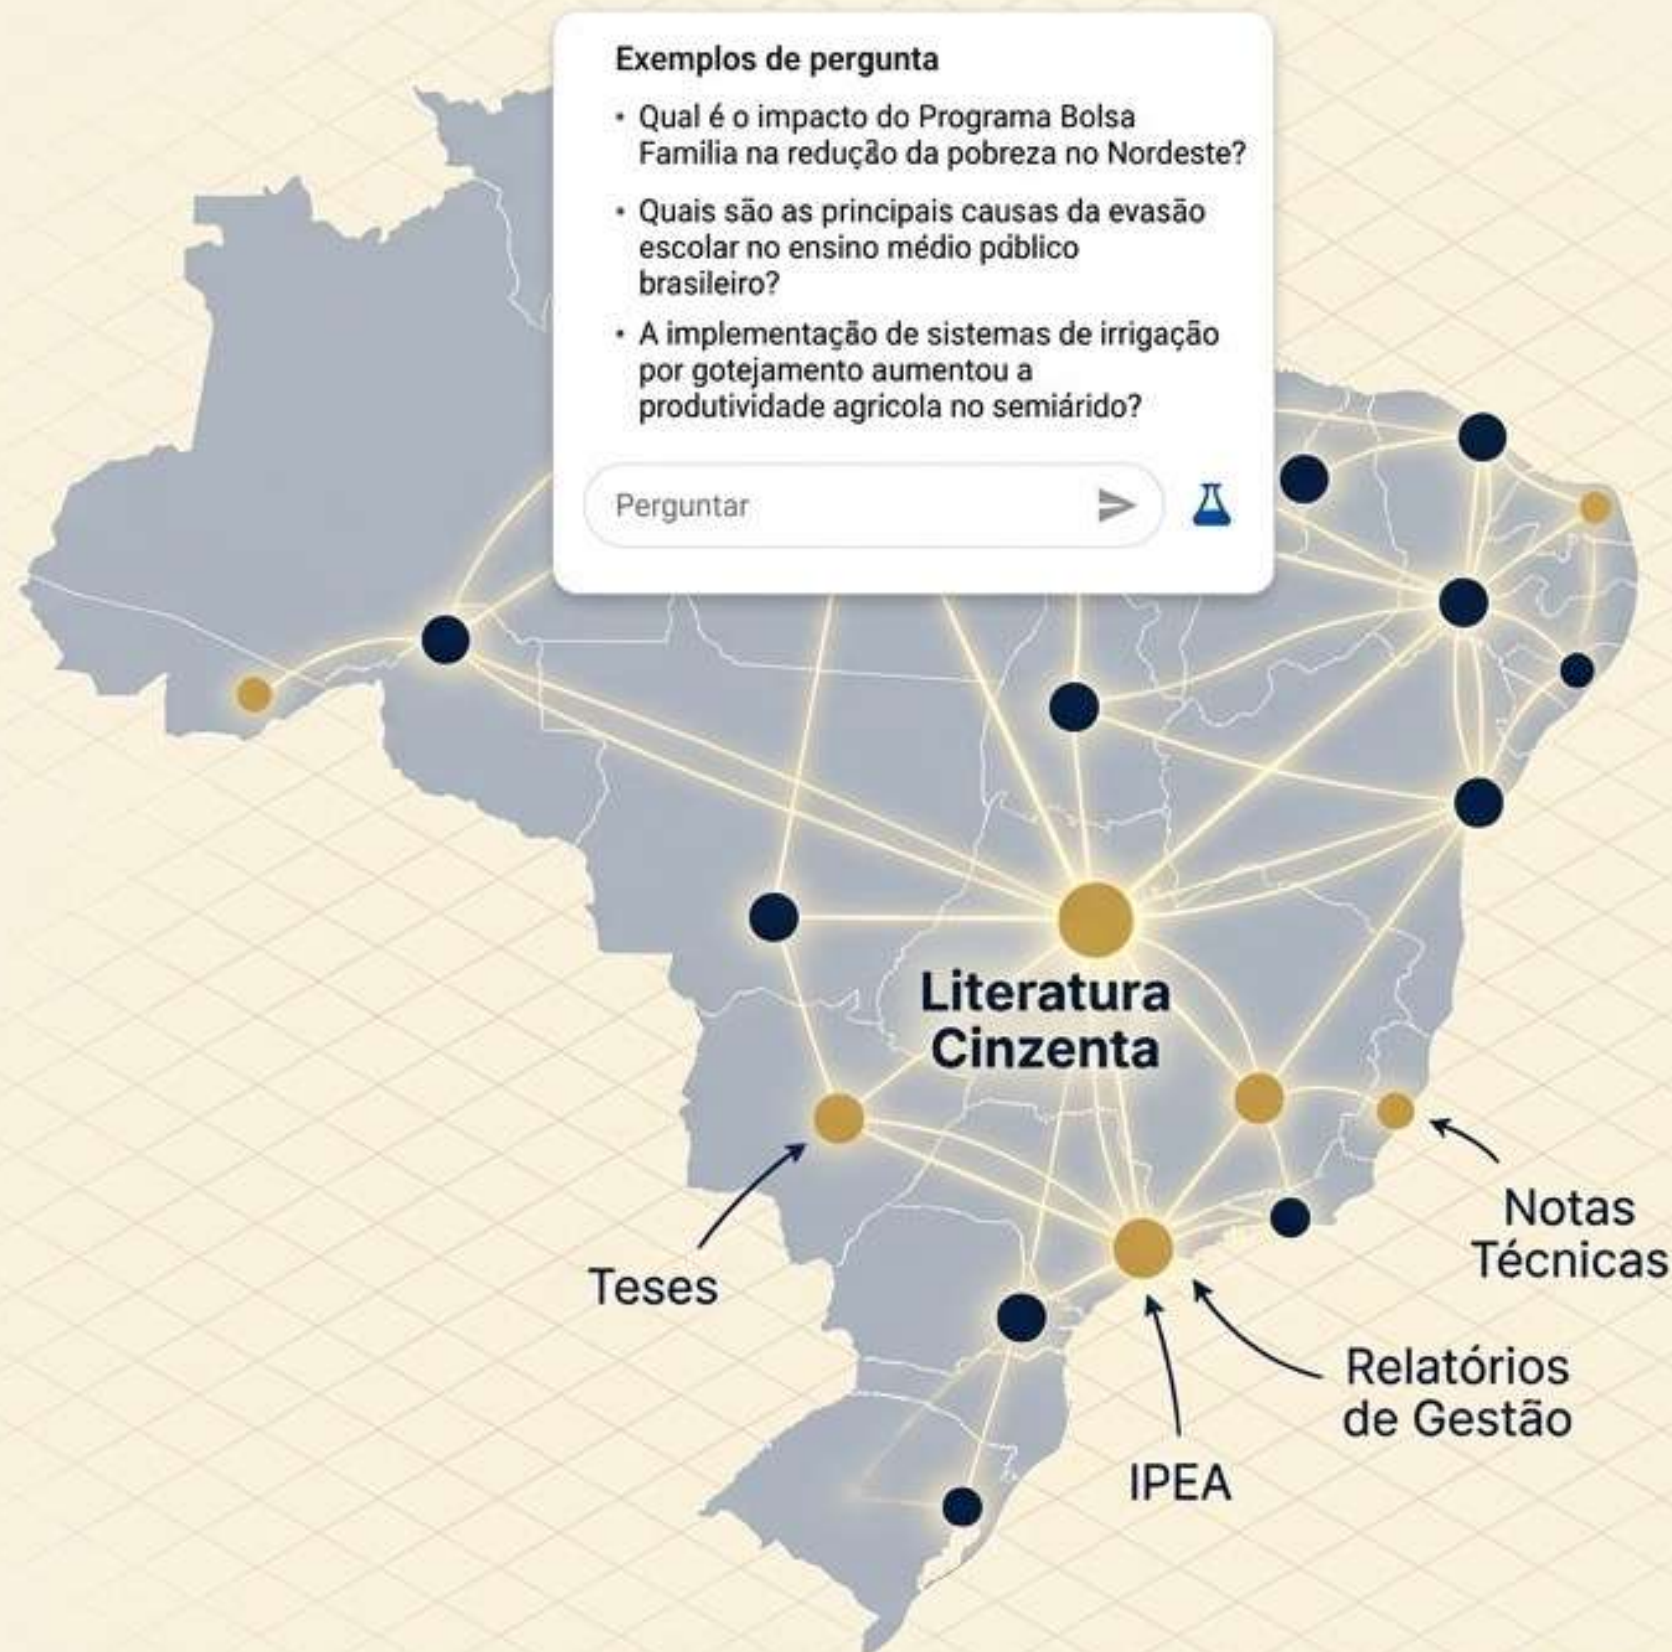 Exemplos de pergunta
• Qual é o impacto do Programa Bolsa
Familia na redução da pobreza no Nordeste?
• Quais são as principais causas da evasão
escolar no ensino médio público
brasileiro?
• A implementação de sistemas de irrigação
por gotejamento aumentou a
produtividade agricola no semiárido?
Perguntar
Literatura
Cinzenta
Teses
Notas
Técnicas
Relatórios
de Gestão
IPEA